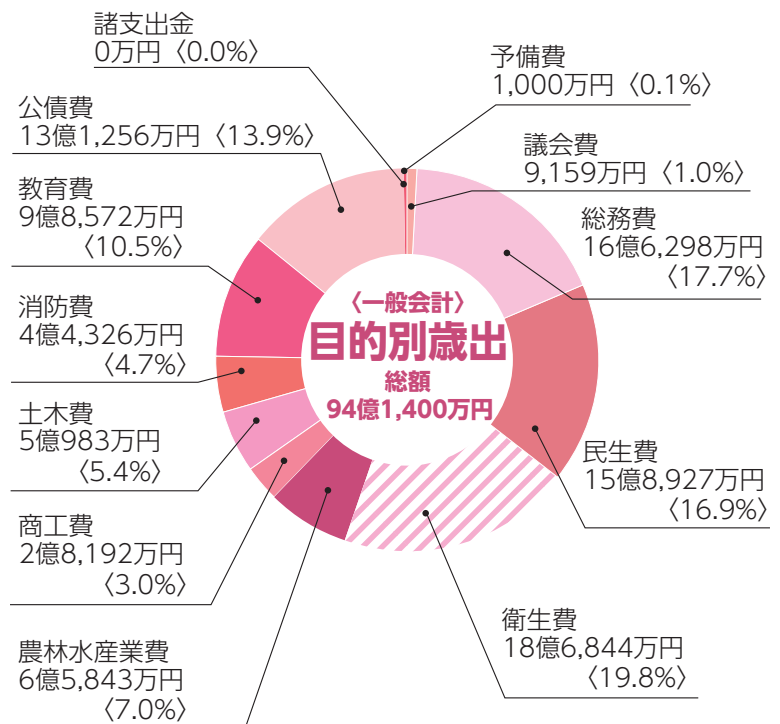 諸支出金
0万円〈0.0%〉
予備費
1,000万円〈0.1%〉
公債費
13億1,256万円〈13.9%〉
議会費
9,159万円〈1.0%〉
教育費
9億8,572万円
〈10.5%〉
総務費
16億6,298万円
〈17.7%〉
消防費
4億4,326万円
〈4.7%〉
〈一般会計〉
目的別歳出
総額
94億1,400万円
土木費
5億983万円
〈5.4%〉
民生費
15億8,927万円
〈16.9%〉
商工費
2億8,192万円
〈3.0%〉
衛生費
18億6,844万円
〈19.8%〉
農林水産業費
6億5,843万円
〈7.0%〉